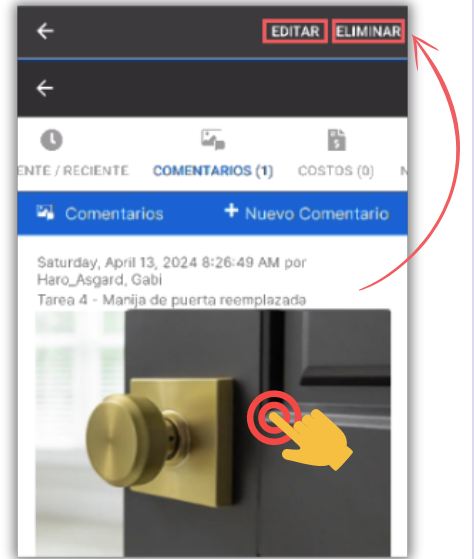 EDITAR ELIMINAR
ENTE / RECIENTE COMENTARIOS (1) COSTOS (0) N
Comentarios + Nuevo Comentario
Saturday, April 13, 2024 8:26:49 AM por
Haro_Asgard, Gabi
Tarea 4 - Manija de puerta reemplazada